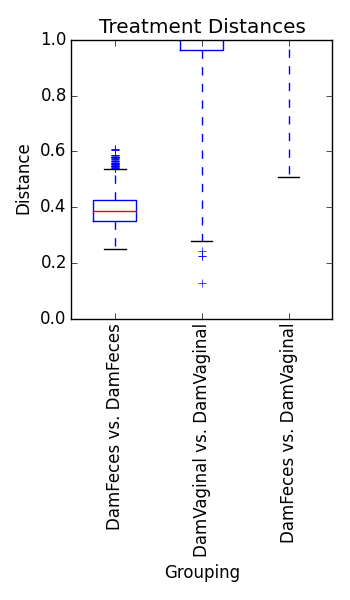 Treatment Distances
1.0
0.8
0.6
0.4
0.2
0.0
Distance
DamFeces vs. DamFeces
DamVaginal vs. DamVaginal
DamFeces vs. DamVaginal
Grouping